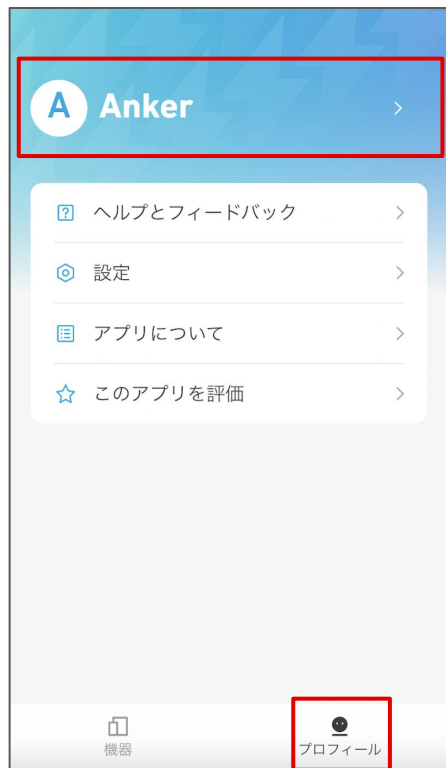 A Anker
ヘルプとフィードバック
設定
アプリについて
このアプリを評価
機器
プロフィール